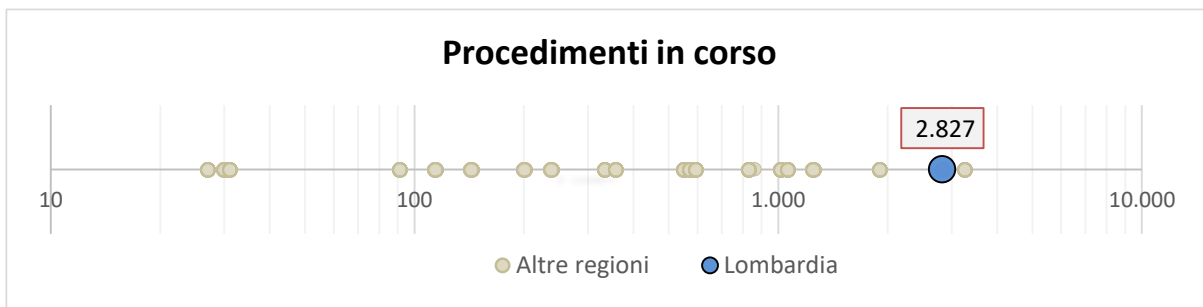 Procedimenti in corso
2.827
10 100 1.000 10.000
Altre regioni Lombardia